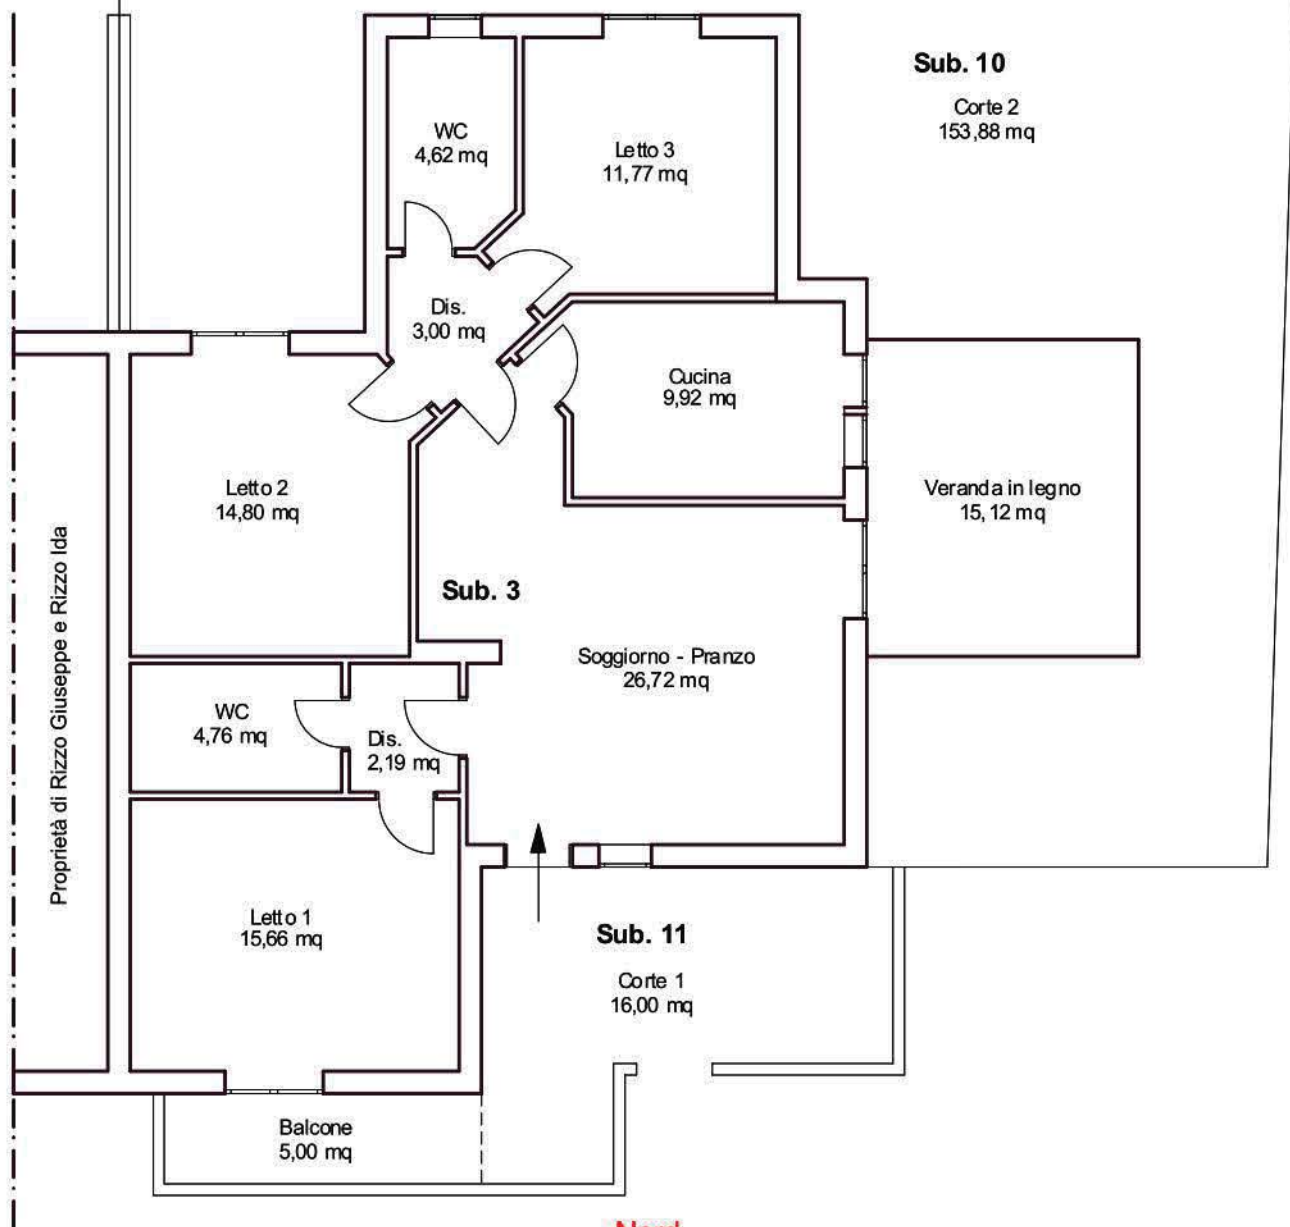 Sub. 10
Corte 2
153,88 mq
WC
4,62 mq
Letto 3
11,77 mq
Dis.
3,00 mq
Cucina
9,92 mq
Letto 2
14,80 mq
Veranda in legno
15,12 mq
Proprietà di Rizzo Giuseppe e Rizzo Ida
Sub. 3
Soggiorno - Pranzo
26,72 mq
WC
4,76 mq
Dis.
2,19 mq
Letto 1
15,66 mq
Sub. 11
Corte 1
16,00 mq
Balcone
5,00 mq